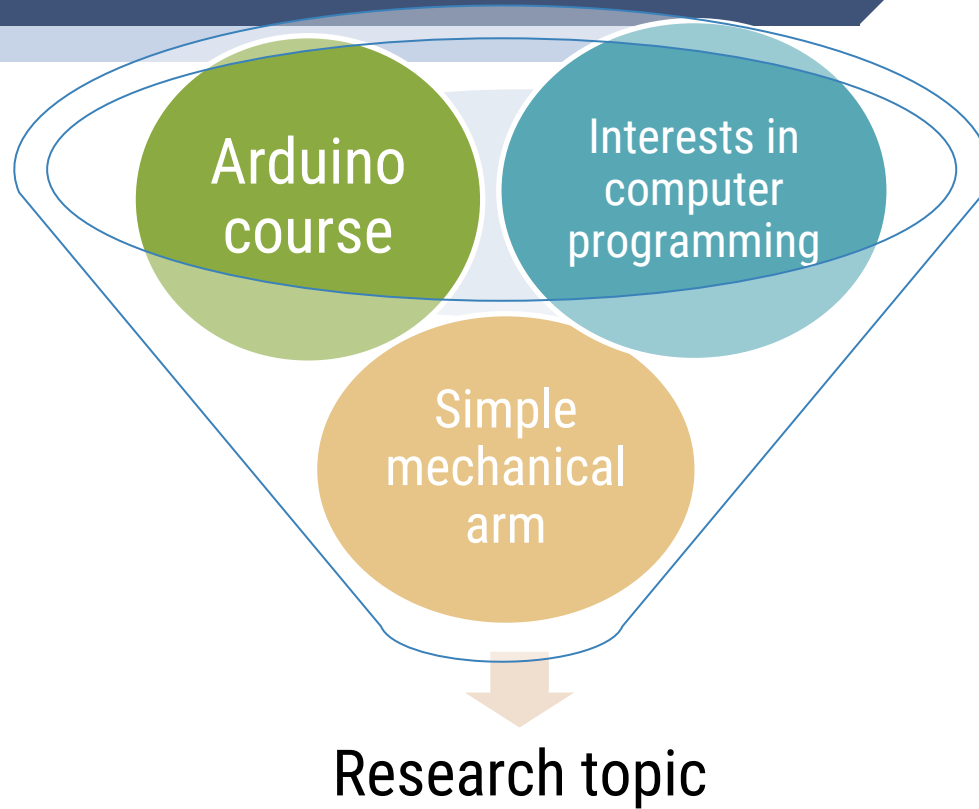 Arduino
course
Interests in
computer
programming
Simple
mechanical
arm
Research topic